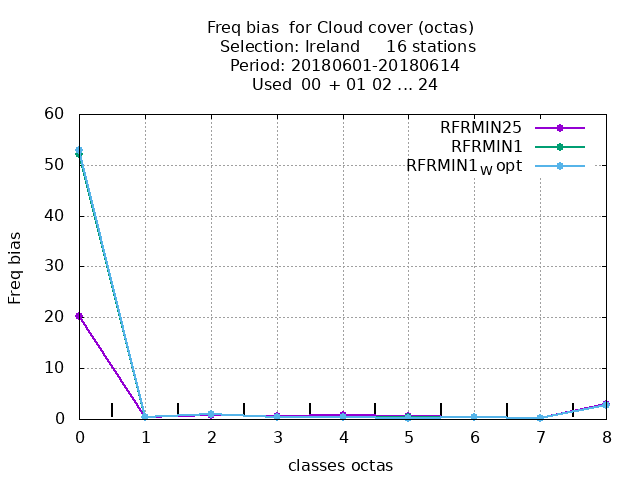 Freq bias  for Cloud cover (octas)
Selection: Ireland     16 stations
Period: 20180601-20180614
Used  00  + 01 02 ... 24
RFRMIN25
RFRMIN1
RFRMIN1W opt
60
50
40
30
20
10
0
Freq bias
0 1 2 3 4 5 6 7 8
classes octas